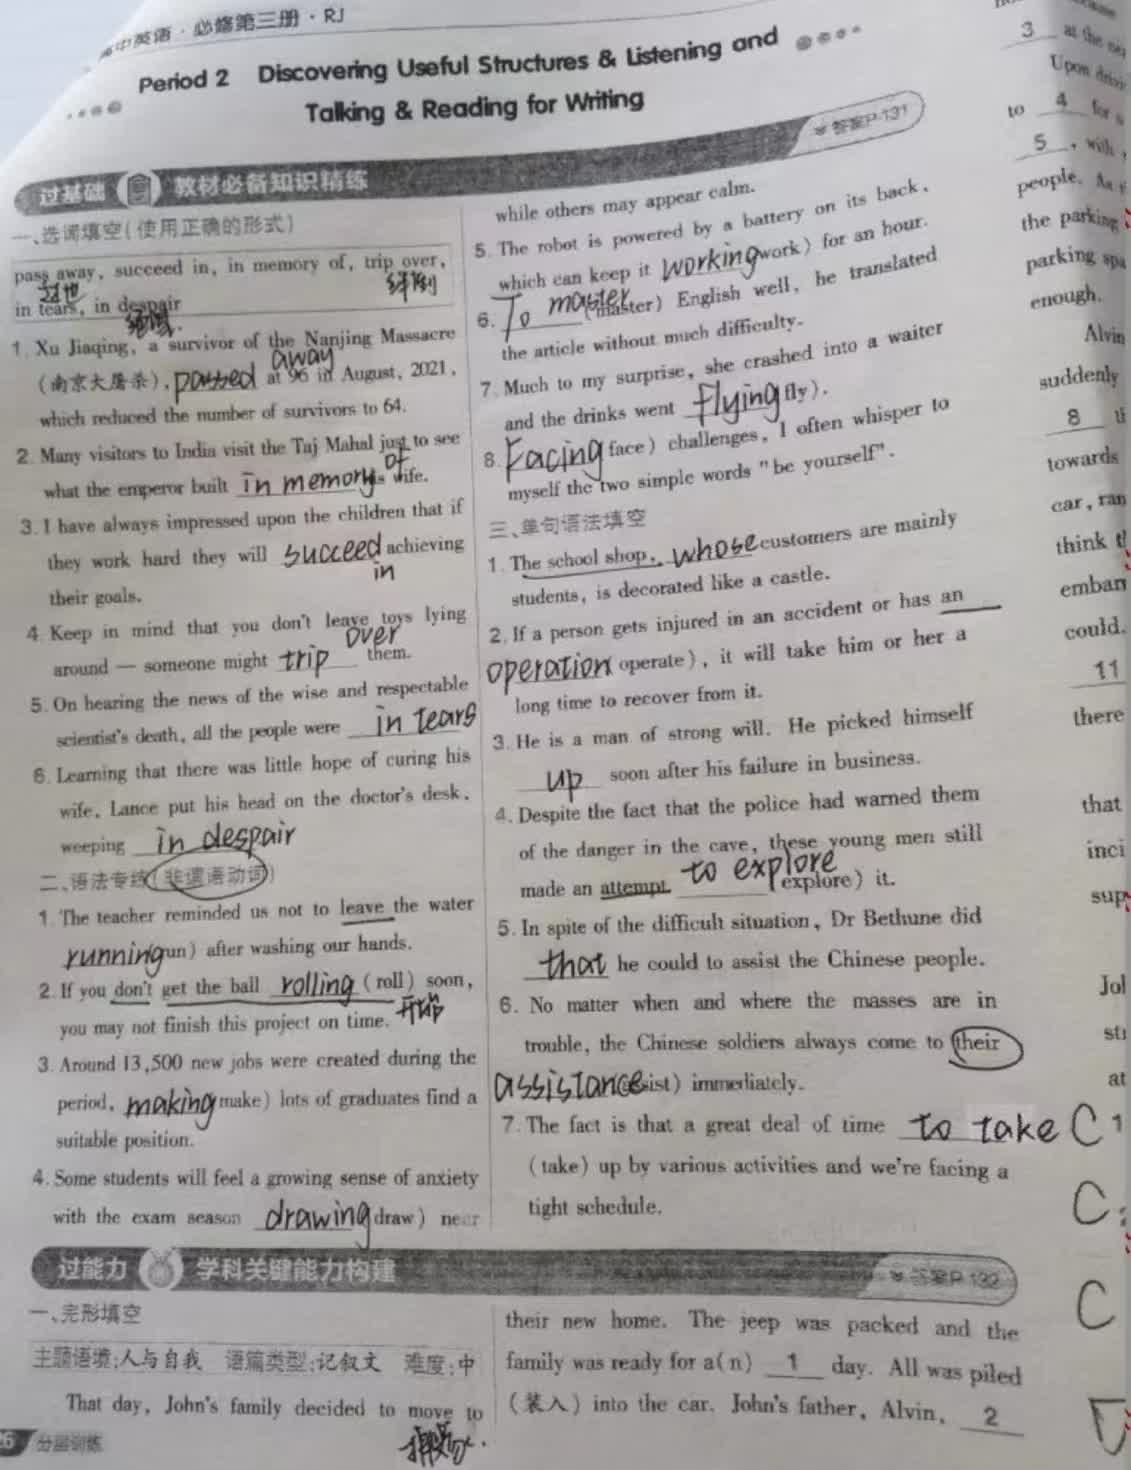 高中英语·必修第三册·RJ
Period 2 Discovering Useful Structures & Listening and
Talking & Reading for Writing
答案P·131
过基础 教材必备知识精练
一、选词填空(使用正确的形式)
pass away, succeed in, in memory of, trip over,
过世 绊倒
in tears, in despair
绝望.
1. Xu Jiaqing, a survivor of the Nanjing Massacre
away
(南京大屠杀), passed at 96 in August, 2021,
which reduced the number of survivors to 64.
2. Many visitors to India visit the Taj Mahal just to see
what the emperor built in memory of his wife.
3. I have always impressed upon the children that if
they work hard they will succeed achieving
in
their goals.
4. Keep in mind that you don't leave toys lying
over
around — someone might trip them.
5. On hearing the news of the wise and respectable
scientist's death, all the people were in tears
6. Learning that there was little hope of curing his
wife, Lance put his head on the doctor's desk,
weeping in despair
二、语法专练(非谓语动词)
1. The teacher reminded us not to leave the water
running (run) after washing our hands.
2. If you don't get the ball rolling (roll) soon,
you may not finish this project on time. 开始
3. Around 13,500 new jobs were created during the
period, making (make) lots of graduates find a
suitable position.
4. Some students will feel a growing sense of anxiety
with the exam season drawing (draw) near
while others may appear calm.
5. The robot is powered by a battery on its back,
which can keep it working (work) for an hour.
6. To master (master) English well, he translated
the article without much difficulty.
7. Much to my surprise, she crashed into a waiter
and the drinks went flying (fly).
8. Facing (face) challenges, I often whisper to
myself the two simple words "be yourself".
三、单句语法填空
1. The school shop, whose customers are mainly
students, is decorated like a castle.
2. If a person gets injured in an accident or has an
operation (operate), it will take him or her a
long time to recover from it.
3. He is a man of strong will. He picked himself
up soon after his failure in business.
4. Despite the fact that the police had warned them
of the danger in the cave, these young men still
made an attempt to explore (explore) it.
5. In spite of the difficult situation, Dr Bethune did
that he could to assist the Chinese people.
6. No matter when and where the masses are in
trouble, the Chinese soldiers always come to their
assistance (assist) immediately.
7. The fact is that a great deal of time to take
(take) up by various activities and we're facing a
tight schedule.
过能力 学科关键能力构建
答案P·132
一、完形填空
主题语境:人与自我 语篇类型:记叙文 难度:中
That day, John's family decided to move to
their new home. The jeep was packed and the
family was ready for a(n) 1 day. All was piled
(装入) into the car. John's father, Alvin, 2
26 分层训练
3 at the
Upon
to 4 for
5, with
people.
the parking
parking
enough.
Alvin
suddenly
8
towards
car, ran
think
could.
11
there
that
at
C 1
C
C